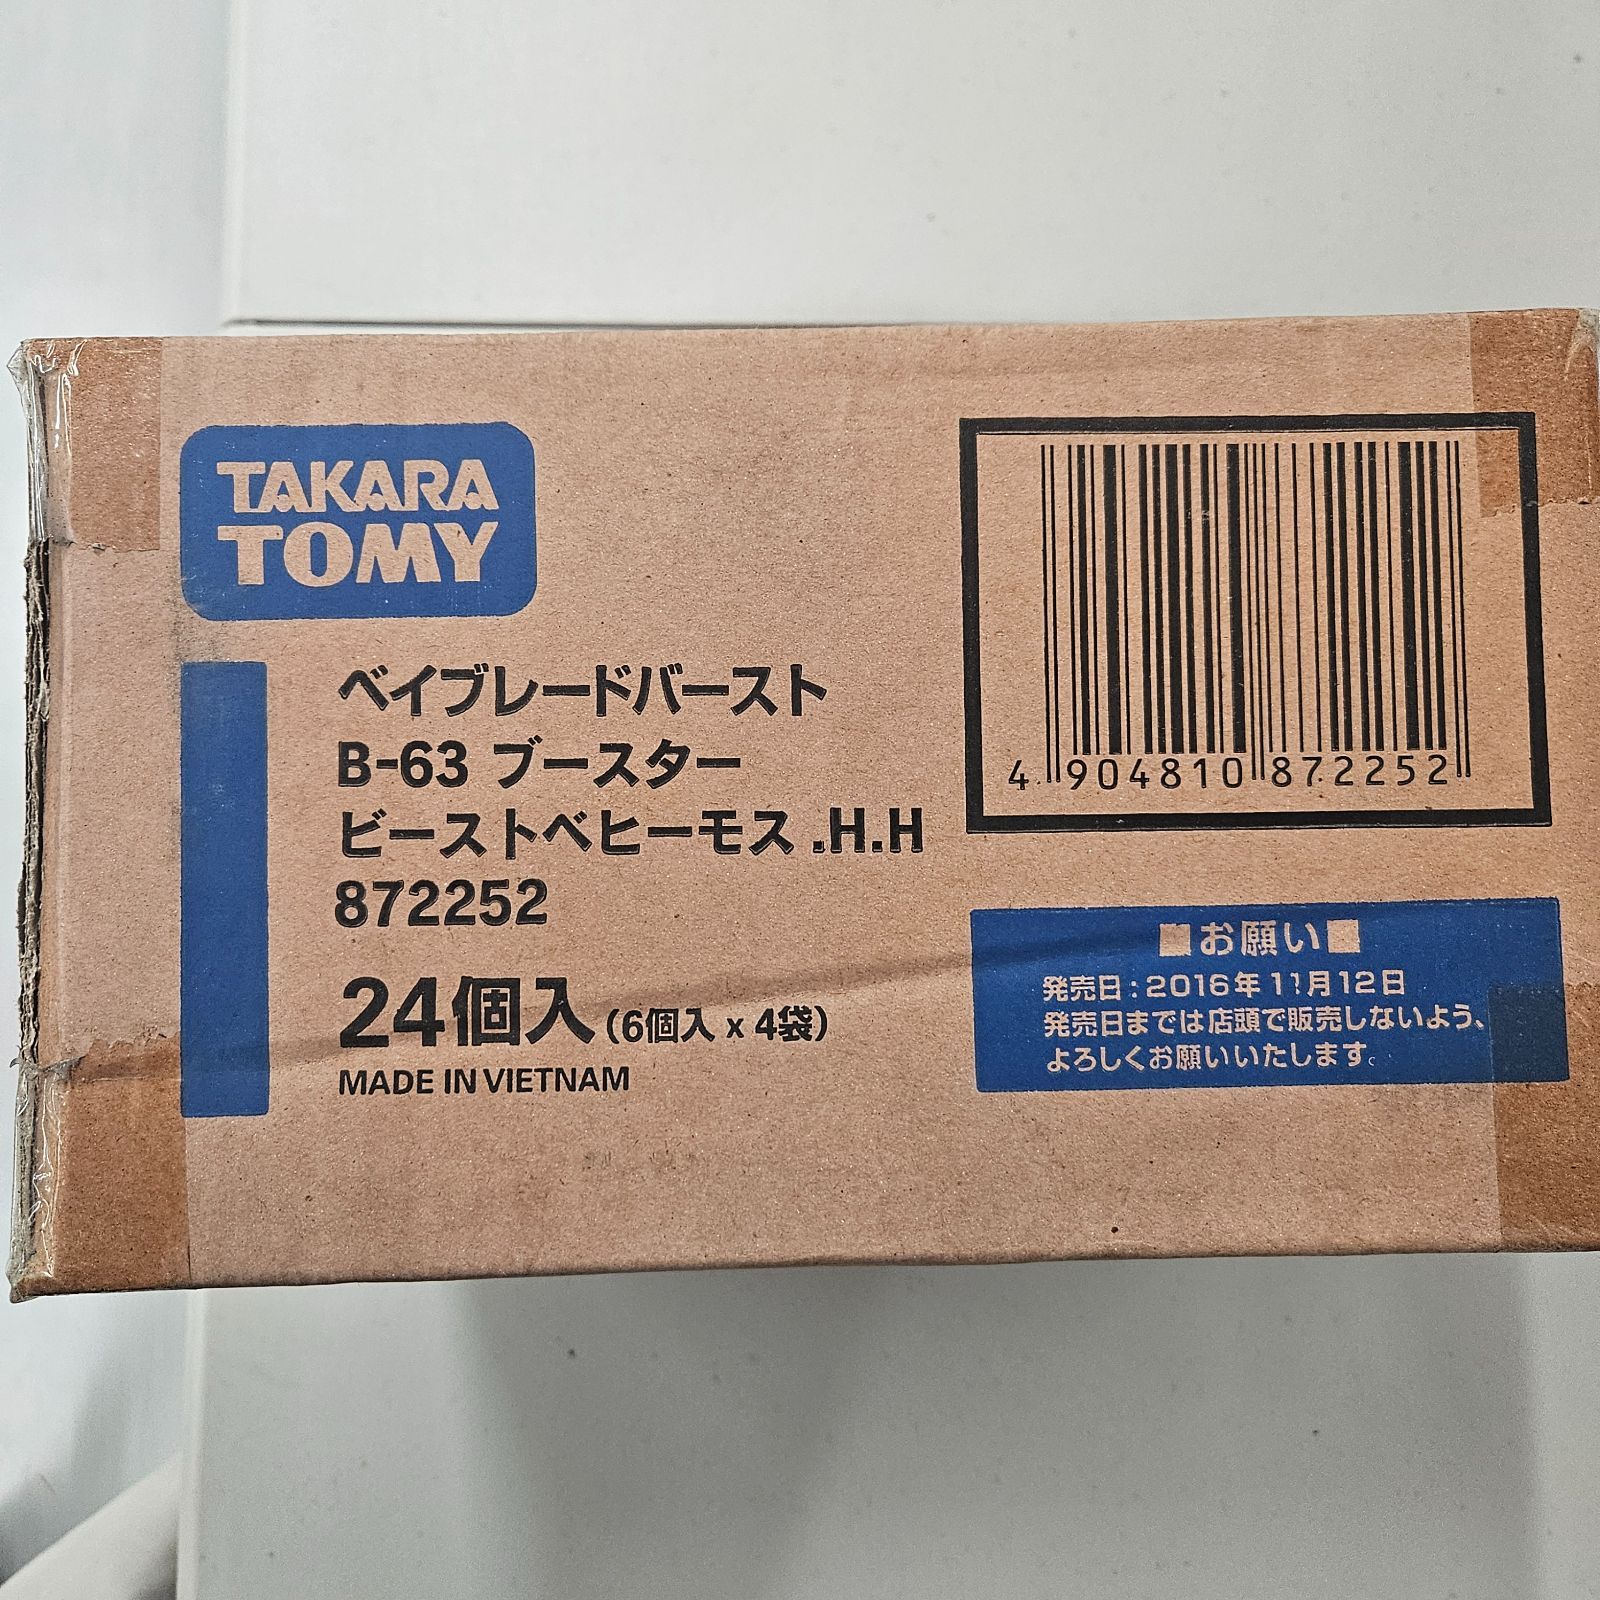 TAKARA
TOMY
ベイブレードバースト
B-63 ブースター
ビーストベヒーモス .H.H
872252
24個入 (6個入 x 4袋)
MADE IN VIETNAM
4 904810 872252
■お願い■
発売日:2016年11月12日
発売日までは店頭で販売しないよう、
よろしくお願いいたします。